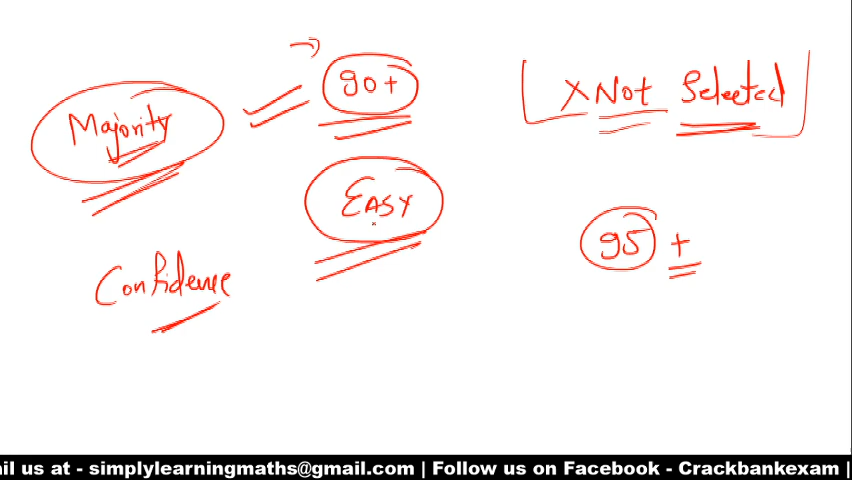 Majority
90+
X Not Selected
EASY
95 +
Confidence
il us at - simplylearningmaths@gmail.com | Follow us on Facebook - Crackbankexam |